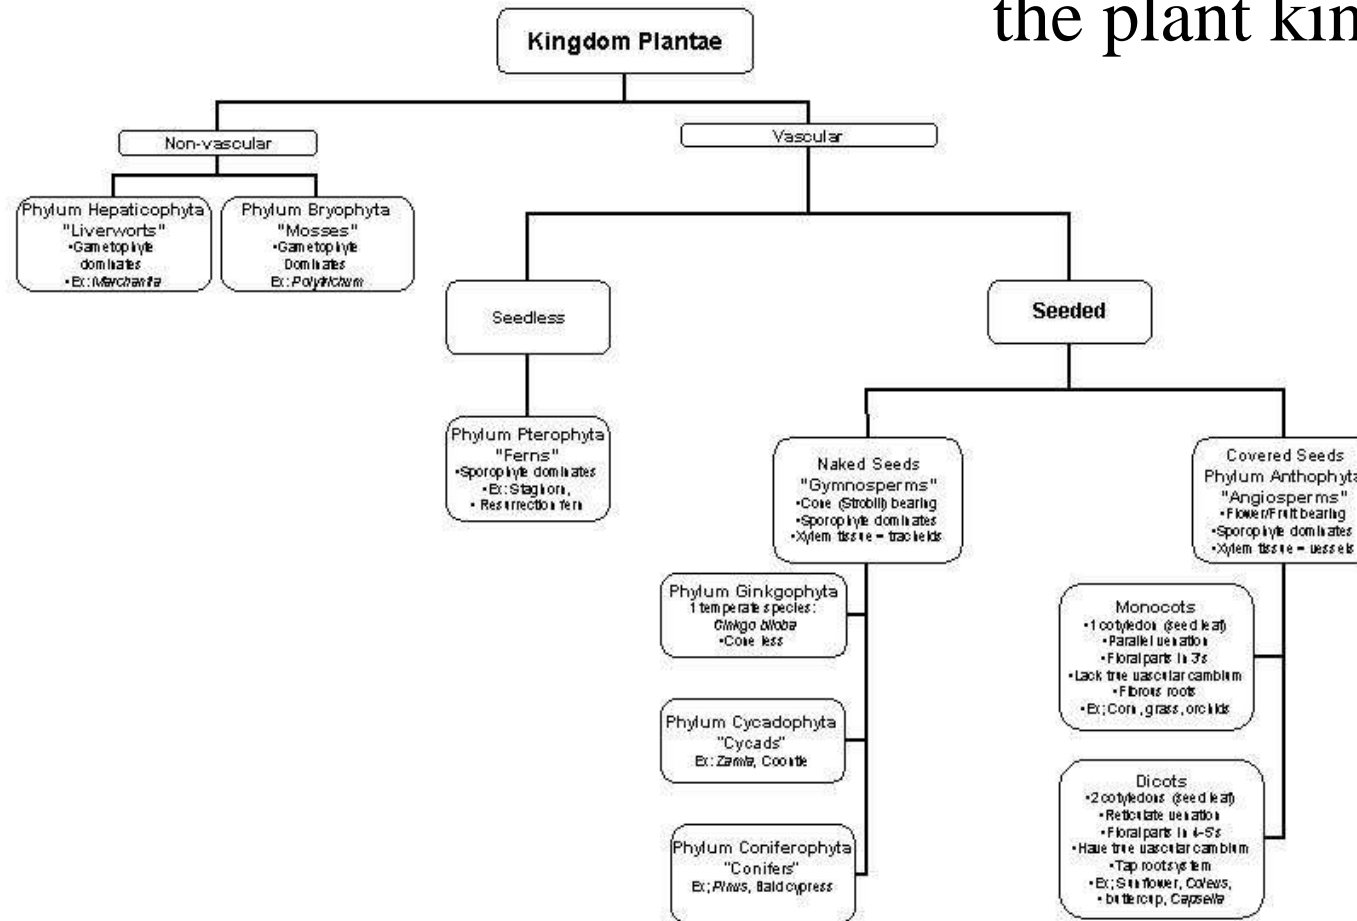 the plant kin
Kingdom Plantae
Non-vascular
Vascular
Phylum Hepaticophyta
"Liverworts"
•Gametophyte
dominates
•Ex: Marchantia
Phylum Bryophyta
"Mosses"
•Gametophyte
Dominates
Ex: Polytrichum
Seedless
Seeded
Phylum Pterophyta
"Ferns"
•Sporophyte dominates
•Ex: Staghorn,
• Resurrection fern
Naked Seeds
"Gymnosperms"
•Cone (Strobili) bearing
•Sporophyte dominates
•Xylem tissue = tracheids
Covered Seeds
Phylum Anthophyta
"Angiosperms"
•Flower/Fruit bearing
•Sporophyte dominates
•Xylem tissue = vessels
Phylum Ginkgophyta
1 temperate species:
Ginkgo biloba
•Cone less
Phylum Cycadophyta
"Cycads"
Ex: Zamia, Coontie
Phylum Coniferophyta
"Conifers"
Ex; Pinus, Bald cypress
Monocots
•1 cotyledon (seed leaf)
•Parallel venation
•Floral parts in 3's
•Lack true vascular cambium
•Fibrous roots
•Ex; Corn, grass, orchids
Dicots
•2 cotyledons (seed leaf)
•Reticulate venation
•Floral parts in 4-5's
•Have true vascular cambium
•Tap root system
•Ex; Sunflower, Coleus,
• buttercup, Capsella